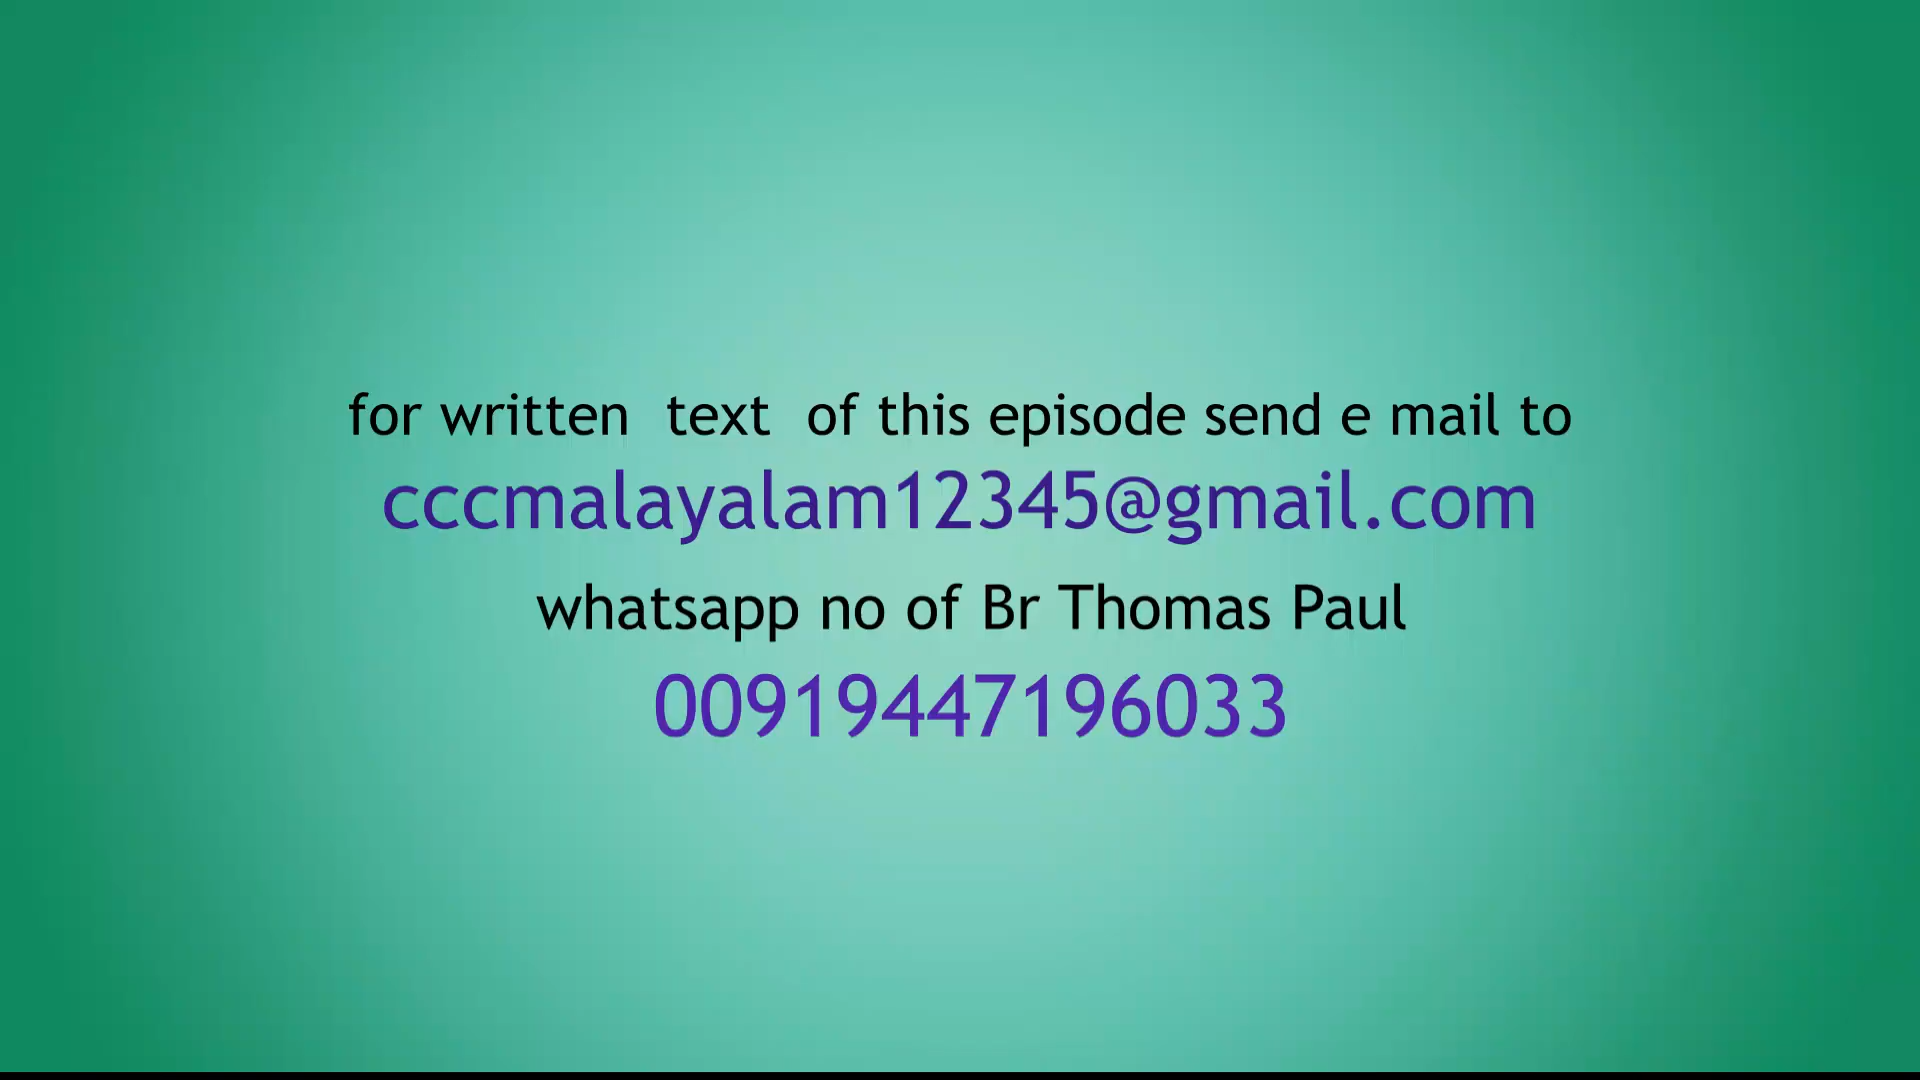 for written text of this episode send e mail to
cccmalayalam12345@gmail.com
whatsapp no of Br Thomas Paul
00919447196033